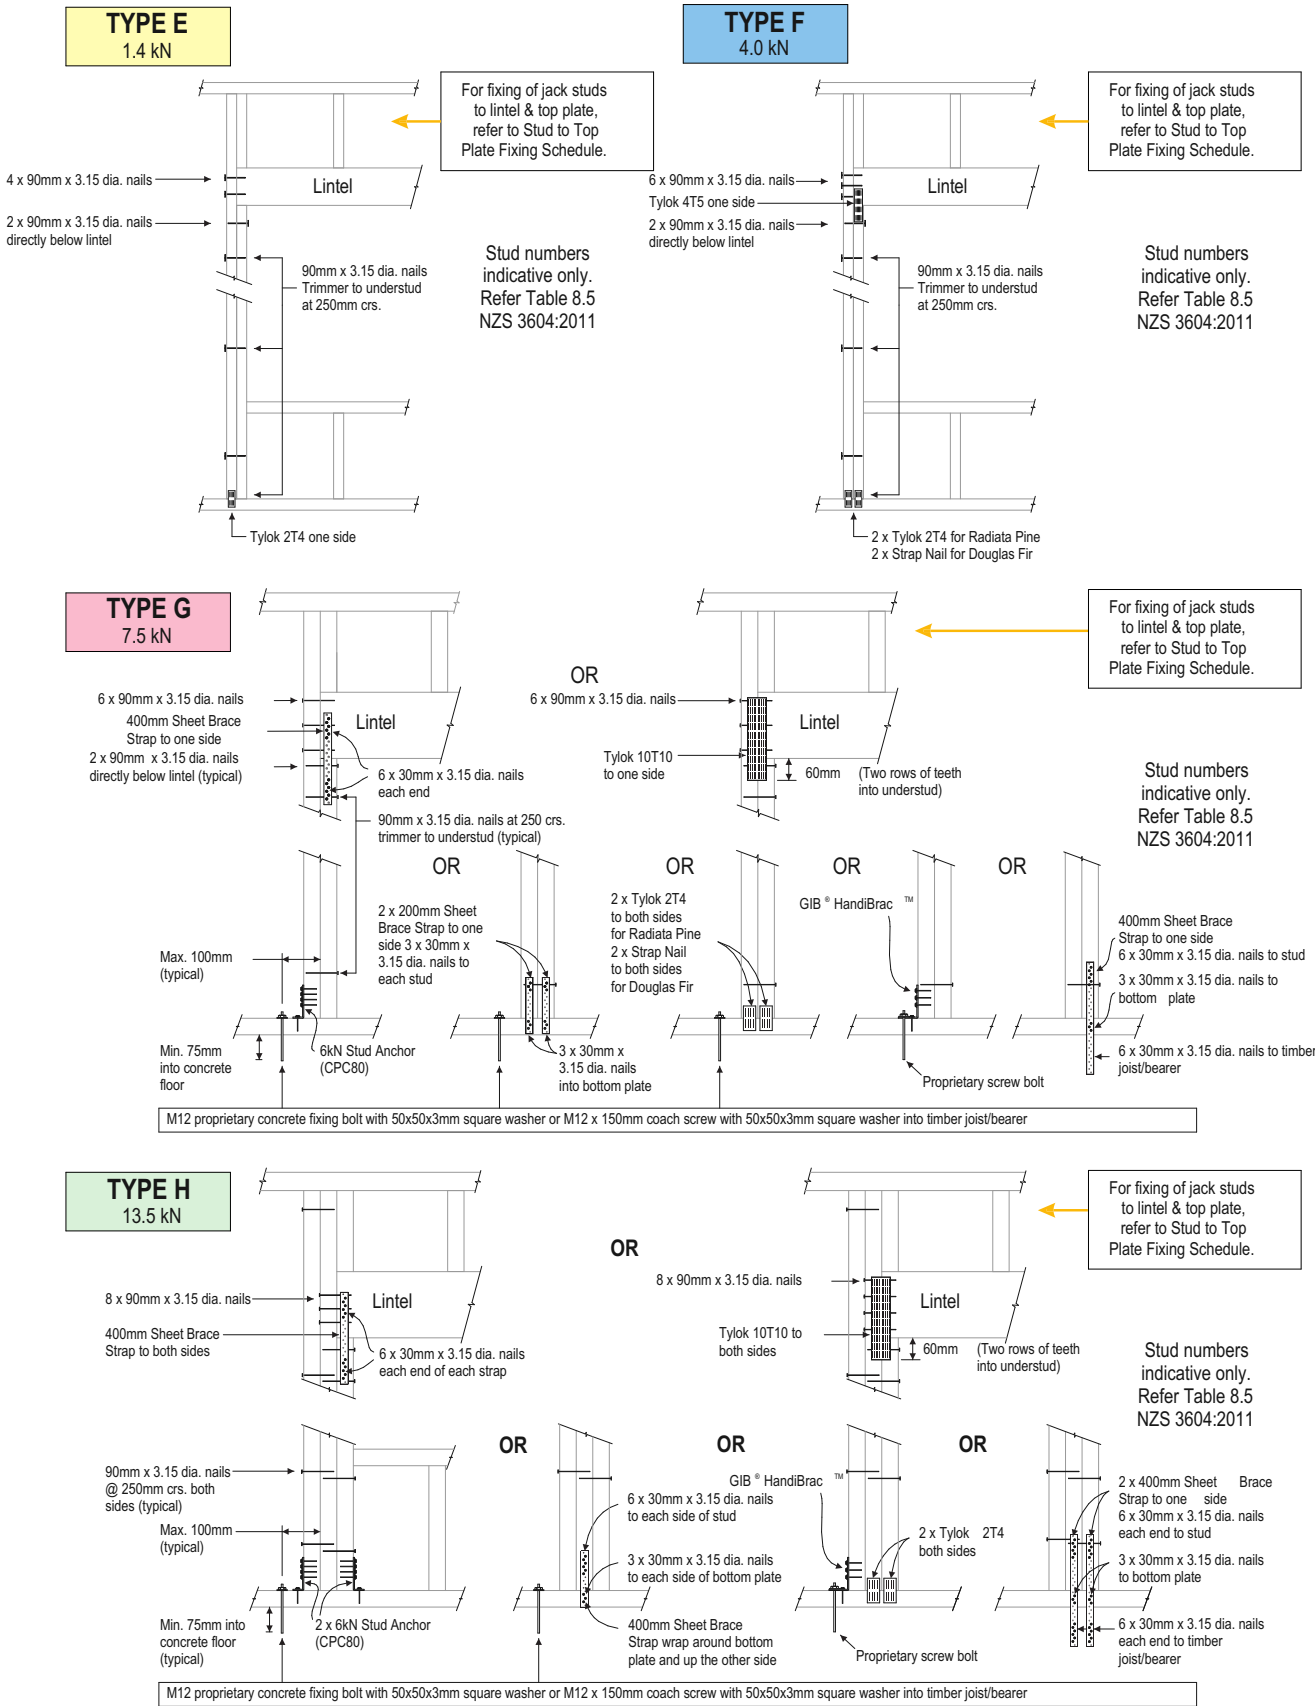 TYPE E
1.4 kN
TYPE F
4.0 kN
For fixing of jack studs
to lintel & top plate,
refer to Stud to Top
Plate Fixing Schedule.
For fixing of jack studs
to lintel & top plate,
refer to Stud to Top
Plate Fixing Schedule.
4 x 90mm x 3.15 dia. nails
Lintel
2 x 90mm x 3.15 dia. nails
directly below lintel
Stud numbers
indicative only.
Refer Table 8.5
NZS 3604:2011
90mm x 3.15 dia. nails
Trimmer to understud
at 250mm crs.
Tylok 2T4 one side
6 x 90mm x 3.15 dia. nails
Tylok 4T5 one side
Lintel
2 x 90mm x 3.15 dia. nails
directly below lintel
Stud numbers
indicative only.
Refer Table 8.5
NZS 3604:2011
90mm x 3.15 dia. nails
Trimmer to understud
at 250mm crs.
2 x Tylok 2T4 for Radiata Pine
2 x Strap Nail for Douglas Fir
TYPE G
7.5 kN
For fixing of jack studs
to lintel & top plate,
refer to Stud to Top
Plate Fixing Schedule.
OR
6 x 90mm x 3.15 dia. nails
400mm Sheet Brace
Strap to one side
2 x 90mm x 3.15 dia. nails
directly below lintel (typical)
Lintel
6 x 30mm x 3.15 dia. nails
each end
90mm x 3.15 dia. nails at 250 crs.
trimmer to understud (typical)
6 x 90mm x 3.15 dia. nails
Lintel
Tylok 10T10
to one side
60mm
(Two rows of teeth
into understud)
Stud numbers
indicative only.
Refer Table 8.5
NZS 3604:2011
OR
OR
OR
OR
Max. 100mm
(typical)
Min. 75mm
into concrete
floor
6kN Stud Anchor
(CPC80)
2 x 200mm Sheet
Brace Strap to one
side 3 x 30mm x
3.15 dia. nails to
each stud
3 x 30mm x
3.15 dia. nails
into bottom plate
2 x Tylok 2T4
to both sides
for Radiata Pine
2 x Strap Nail
to both sides
for Douglas Fir
GIB ® HandiBrac ™
Proprietary screw bolt
400mm Sheet Brace
Strap to one side
6 x 30mm x 3.15 dia. nails to stud
3 x 30mm x 3.15 dia. nails to
bottom plate
6 x 30mm x 3.15 dia. nails to timber
joist/bearer
M12 proprietary concrete fixing bolt with 50x50x3mm square washer or M12 x 150mm coach screw with 50x50x3mm square washer into timber joist/bearer
TYPE H
13.5 kN
For fixing of jack studs
to lintel & top plate,
refer to Stud to Top
Plate Fixing Schedule.
OR
8 x 90mm x 3.15 dia. nails
400mm Sheet Brace
Strap to both sides
Lintel
6 x 30mm x 3.15 dia. nails
each end of each strap
8 x 90mm x 3.15 dia. nails
Lintel
Tylok 10T10 to
both sides
60mm
(Two rows of teeth
into understud)
Stud numbers
indicative only.
Refer Table 8.5
NZS 3604:2011
OR
OR
OR
90mm x 3.15 dia. nails
@ 250mm crs. both
sides (typical)
Max. 100mm
(typical)
Min. 75mm into
concrete floor
(typical)
2 x 6kN Stud Anchor
(CPC80)
6 x 30mm x 3.15 dia. nails
to each side of stud
3 x 30mm x 3.15 dia. nails
to each side of bottom plate
400mm Sheet Brace
Strap wrap around bottom
plate and up the other side
GIB ® HandiBrac ™
2 x Tylok 2T4
both sides
Proprietary screw bolt
2 x 400mm Sheet Brace
Strap to one side
6 x 30mm x 3.15 dia. nails
each end to stud
3 x 30mm x 3.15 dia. nails
to bottom plate
6 x 30mm x 3.15 dia. nails
each end to timber
joist/bearer
M12 proprietary concrete fixing bolt with 50x50x3mm square washer or M12 x 150mm coach screw with 50x50x3mm square washer into timber joist/bearer